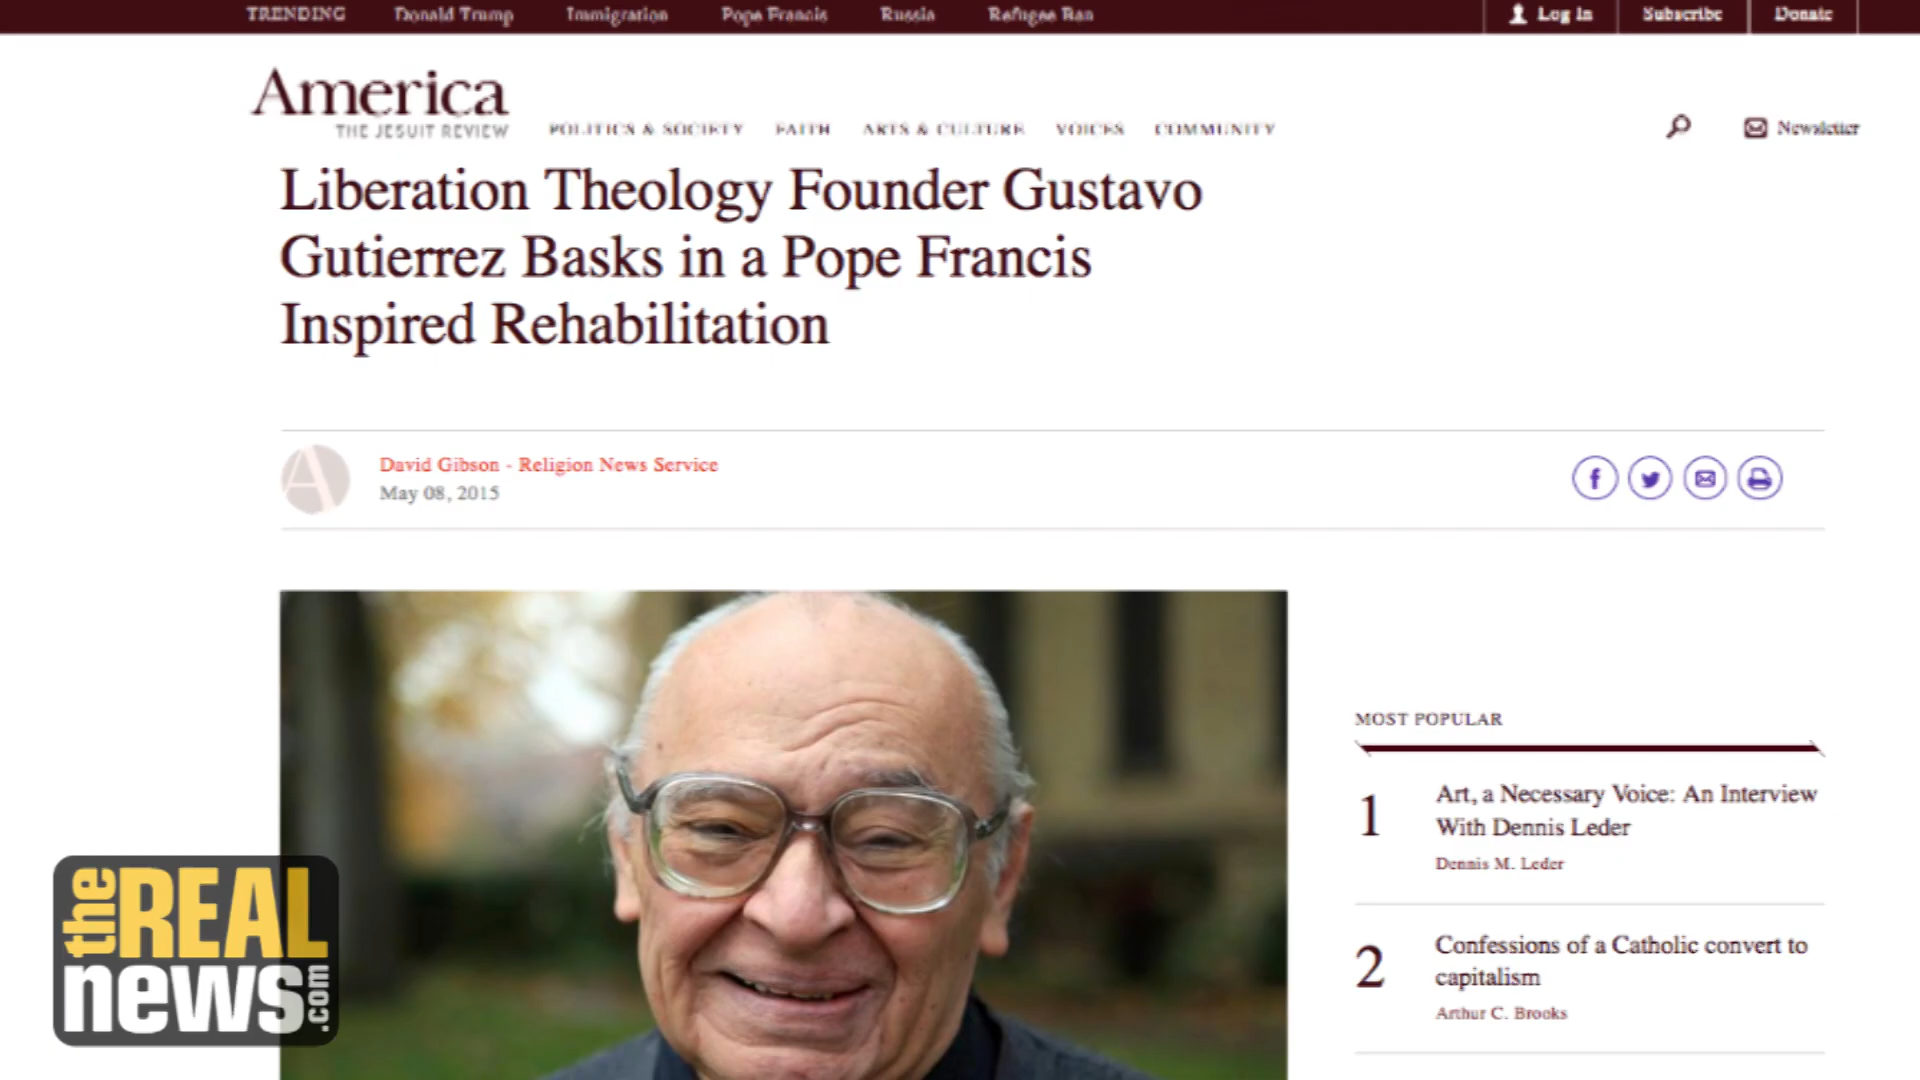 TRENDING Donald Trump Immigration Pope Francis Russia Refugee Ban Log In Subscribe Donate
America
THE JESUIT REVIEW
POLITICS & SOCIETY FAITH ARTS & CULTURE VOICES COMMUNITY Newsletter
Liberation Theology Founder Gustavo
Gutierrez Basks in a Pope Francis
Inspired Rehabilitation
David Gibson - Religion News Service
May 08, 2015
MOST POPULAR
1 Art, a Necessary Voice: An Interview
With Dennis Leder
Dennis M. Leder
2 Confessions of a Catholic convert to
capitalism
Arthur C. Brooks
the REAL
news.com